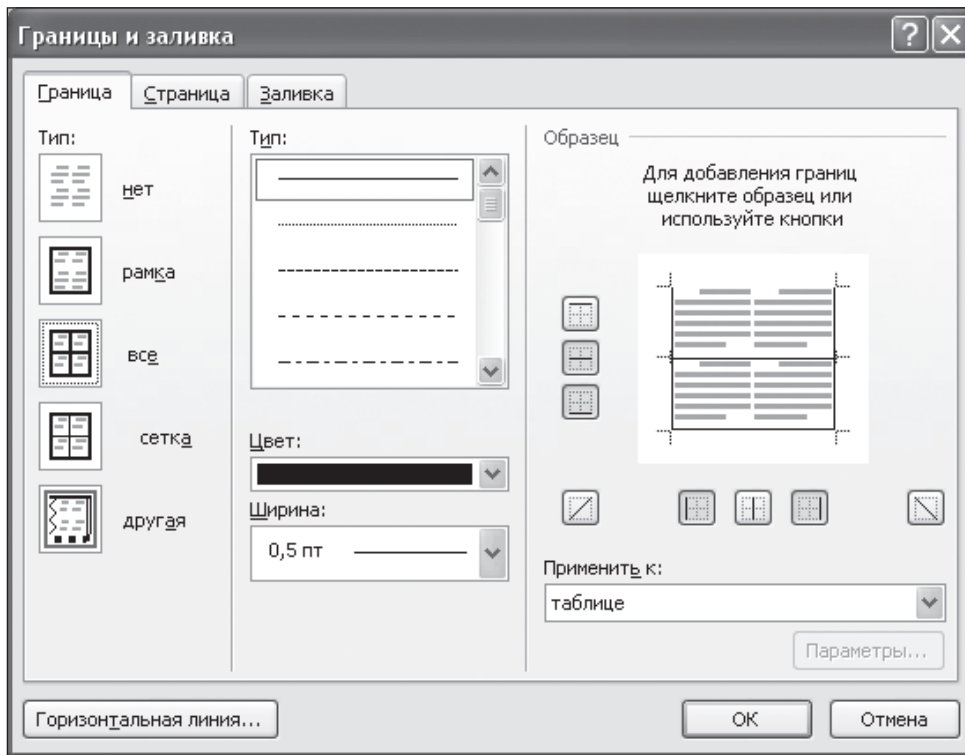 Границы и заливка
Граница
Страница
Заливка
Тип:
нет
рамка
все
сетка
другая
Тип:
Цвет:
Ширина:
0,5 пт
Образец
Для добавления границ
щелкните образец или
используйте кнопки
Применить к:
таблице
Параметры...
Горизонтальная линия...
ОК
Отмена